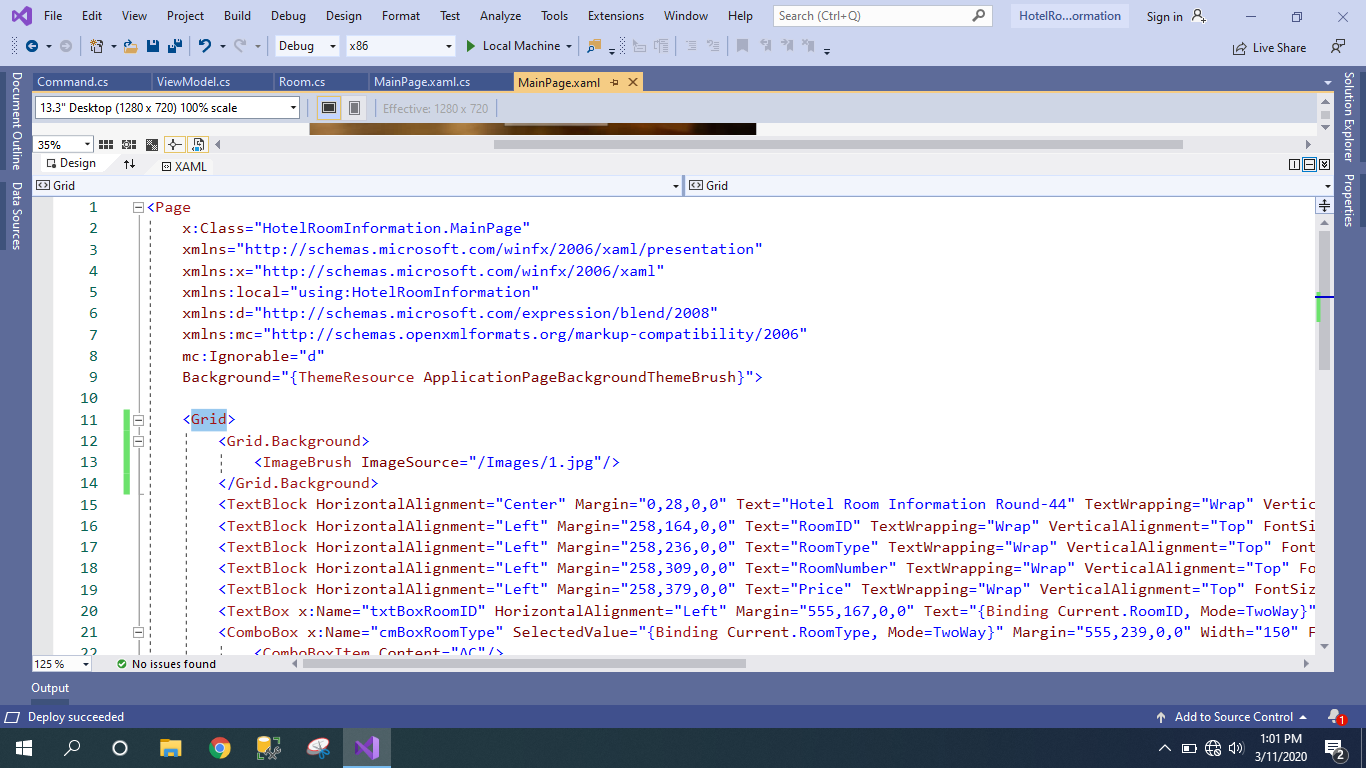 File Edit View Project Build Debug Design Format Test Analyze Tools Extensions Window Help Search (Ctrl+Q) HotelRo...ormation Sign in
Debug x86 Local Machine Live Share
Document Outline
Data Sources
Command.cs ViewModel.cs Room.cs MainPage.xaml.cs MainPage.xaml
13.3" Desktop (1280 x 720) 100% scale Effective: 1280 x 720
35%
Design XAML
Grid Grid
1 <Page
2 x:Class="HotelRoomInformation.MainPage"
3 xmlns="http://schemas.microsoft.com/winfx/2006/xaml/presentation"
4 xmlns:x="http://schemas.microsoft.com/winfx/2006/xaml"
5 xmlns:local="using:HotelRoomInformation"
6 xmlns:d="http://schemas.microsoft.com/expression/blend/2008"
7 xmlns:mc="http://schemas.openxmlformats.org/markup-compatibility/2006"
8 mc:Ignorable="d"
9 Background="{ThemeResource ApplicationPageBackgroundThemeBrush}">
10
11 <Grid>
12 <Grid.Background>
13 <ImageBrush ImageSource="/Images/1.jpg"/>
14 </Grid.Background>
15 <TextBlock HorizontalAlignment="Center" Margin="0,28,0,0" Text="Hotel Room Information Round-44" TextWrapping="Wrap" Vertic
16 <TextBlock HorizontalAlignment="Left" Margin="258,164,0,0" Text="RoomID" TextWrapping="Wrap" VerticalAlignment="Top" FontSi
17 <TextBlock HorizontalAlignment="Left" Margin="258,236,0,0" Text="RoomType" TextWrapping="Wrap" VerticalAlignment="Top" Font
18 <TextBlock HorizontalAlignment="Left" Margin="258,309,0,0" Text="RoomNumber" TextWrapping="Wrap" VerticalAlignment="Top" Fo
19 <TextBlock HorizontalAlignment="Left" Margin="258,379,0,0" Text="Price" TextWrapping="Wrap" VerticalAlignment="Top" FontSiz
20 <TextBox x:Name="txtBoxRoomID" HorizontalAlignment="Left" Margin="555,167,0,0" Text="{Binding Current.RoomID, Mode=TwoWay}"
21 <ComboBox x:Name="cmBoxRoomType" SelectedValue="{Binding Current.RoomType, Mode=TwoWay}" Margin="555,239,0,0" Width="150" F
22 <ComboBoxItem Content="AC"/>
125 % No issues found
Solution Explorer
Properties
Output
Deploy succeeded Add to Source Control 1
1:01 PM
3/11/2020
2